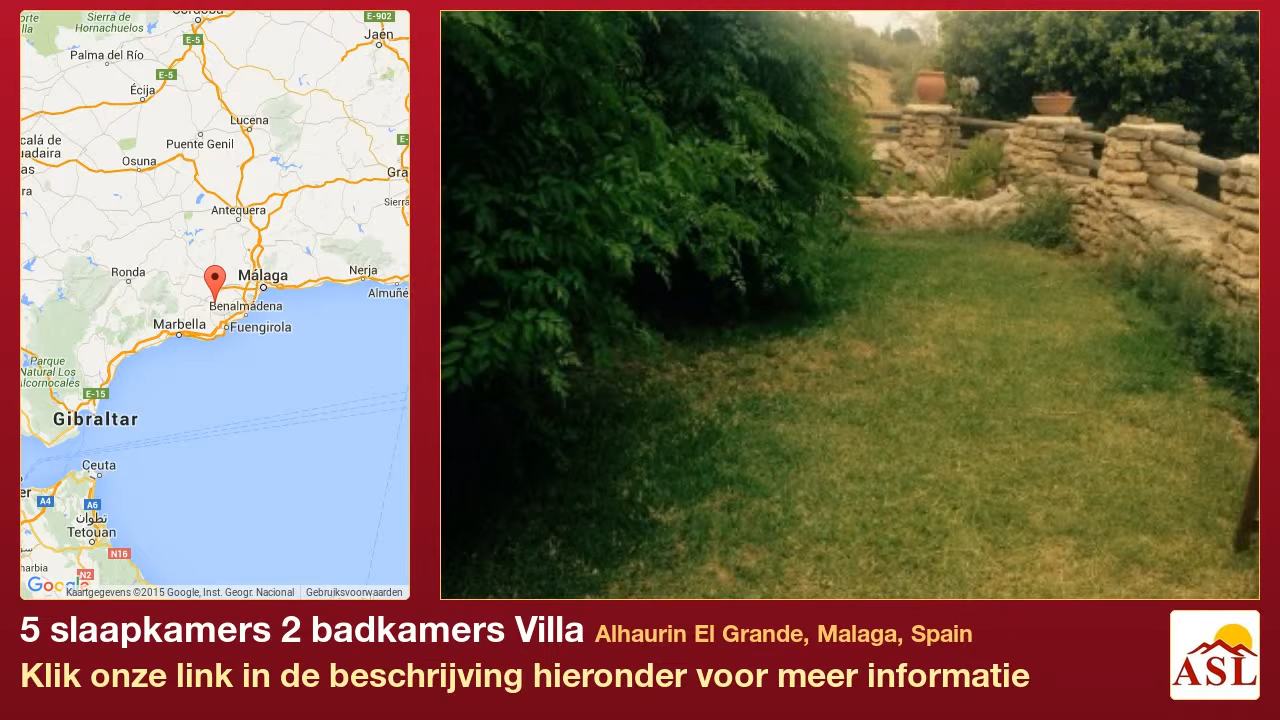 Córdoba
E-902
Sierra de
Hornachuelos
Jaén
E-5
Palma del Río
E-5
Écija
Lucena
Puente Genil
Osuna
Antequera
Ronda
Málaga
Nerja
Benalmádena
Marbella
Fuengirola
Parque
Natural Los
E-15
Gibraltar
Ceuta
A4
A6
تطوان
Tetouan
N16
N2
Google
Kaartgegevens ©2015 Google, Inst. Geogr. Nacional
Gebruiksvoorwaarden
5 slaapkamers 2 badkamers Villa Alhaurin El Grande, Malaga, Spain
Klik onze link in de beschrijving hieronder voor meer informatie
ASL